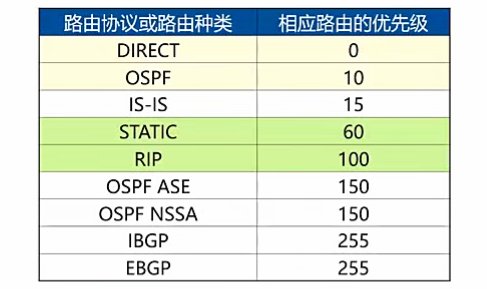 路由协议或路由种类 相应路由的优先级
DIRECT 0
OSPF 10
IS-IS 15
STATIC 60
RIP 100
OSPF ASE 150
OSPF NSSA 150
IBGP 255
EBGP 255